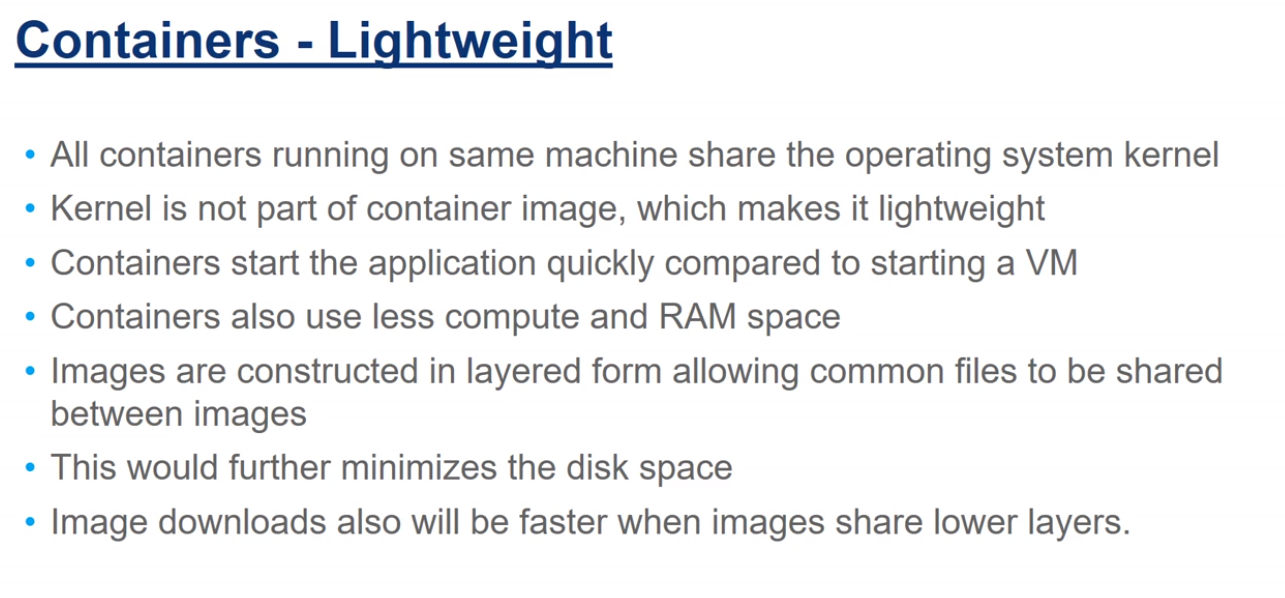 Containers - Lightweight
• All containers running on same machine share the operating system kernel
• Kernel is not part of container image, which makes it lightweight
• Containers start the application quickly compared to starting a VM
• Containers also use less compute and RAM space
• Images are constructed in layered form allowing common files to be shared
between images
• This would further minimizes the disk space
• Image downloads also will be faster when images share lower layers.